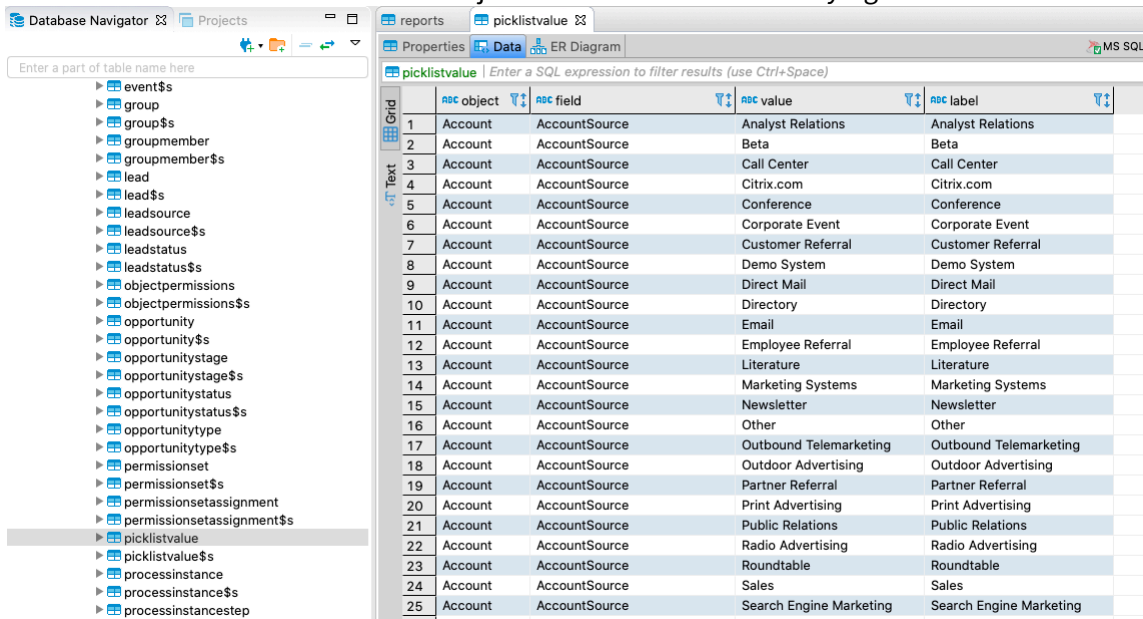 Database Navigator Projects
Enter a part of table name here
event$s
group
group$s
groupmember
groupmember$s
lead
lead$s
leadsource
leadsource$s
leadstatus
leadstatus$s
objectpermissions
objectpermissions$s
opportunity
opportunity$s
opportunitystage
opportunitystage$s
opportunitystatus
opportunitystatus$s
opportunitytype
opportunitytype$s
permissionset
permissionset$s
permissionsetassignment
permissionsetassignment$s
picklistvalue
picklistvalue$s
processinstance
processinstance$s
processinstancestep
reports picklistvalue
Properties Data ER Diagram MS SQL
picklistvalue Enter a SQL expression to filter results (use Ctrl+Space)
Grid
Text
ABC object ABC field ABC value ABC label
1 Account AccountSource Analyst Relations Analyst Relations
2 Account AccountSource Beta Beta
3 Account AccountSource Call Center Call Center
4 Account AccountSource Citrix.com Citrix.com
5 Account AccountSource Conference Conference
6 Account AccountSource Corporate Event Corporate Event
7 Account AccountSource Customer Referral Customer Referral
8 Account AccountSource Demo System Demo System
9 Account AccountSource Direct Mail Direct Mail
10 Account AccountSource Directory Directory
11 Account AccountSource Email Email
12 Account AccountSource Employee Referral Employee Referral
13 Account AccountSource Literature Literature
14 Account AccountSource Marketing Systems Marketing Systems
15 Account AccountSource Newsletter Newsletter
16 Account AccountSource Other Other
17 Account AccountSource Outbound Telemarketing Outbound Telemarketing
18 Account AccountSource Outdoor Advertising Outdoor Advertising
19 Account AccountSource Partner Referral Partner Referral
20 Account AccountSource Print Advertising Print Advertising
21 Account AccountSource Public Relations Public Relations
22 Account AccountSource Radio Advertising Radio Advertising
23 Account AccountSource Roundtable Roundtable
24 Account AccountSource Sales Sales
25 Account AccountSource Search Engine Marketing Search Engine Marketing